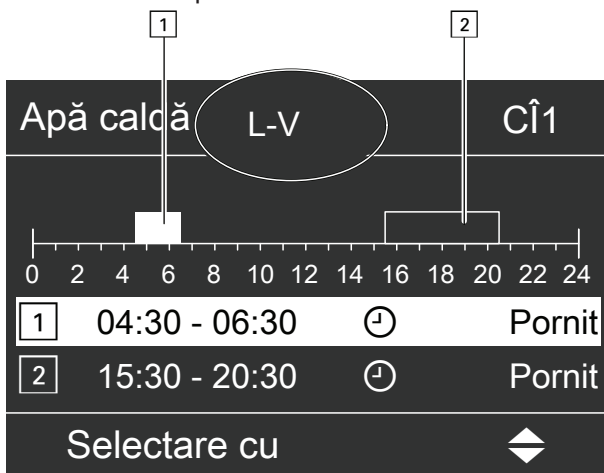 1 2
Apă caldă L-V CÎ1
0 2 4 6 8 10 12 14 16 18 20 22 24
1 04:30 - 06:30 Pornit
2 15:30 - 20:30 Pornit
Selectare cu